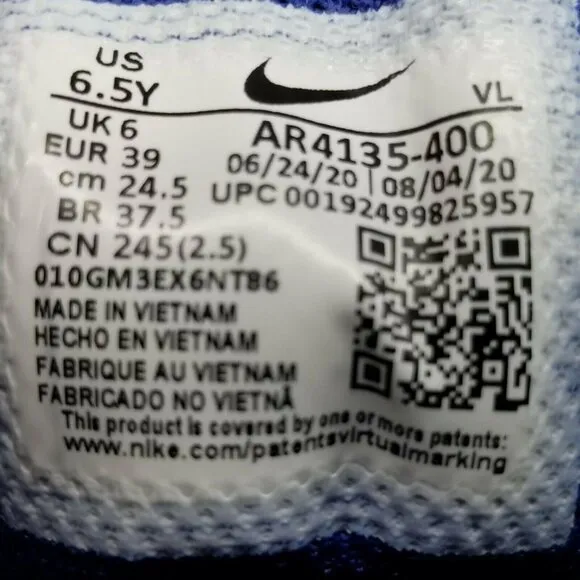 US
6.5Y
VL
UK 6
EUR 39
cm 24.5
BR 37.5
CN 245(2.5)
AR4135-400
06/24/20 | 08/04/20
UPC 00192499825957
010GM3EX6NT86
MADE IN VIETNAM
HECHO EN VIETNAM
FABRIQUE AU VIETNAM
FABRICADO NO VIETNÃ
This product is covered by one or more patents:
www.nike.com/patentsvirtualmarking